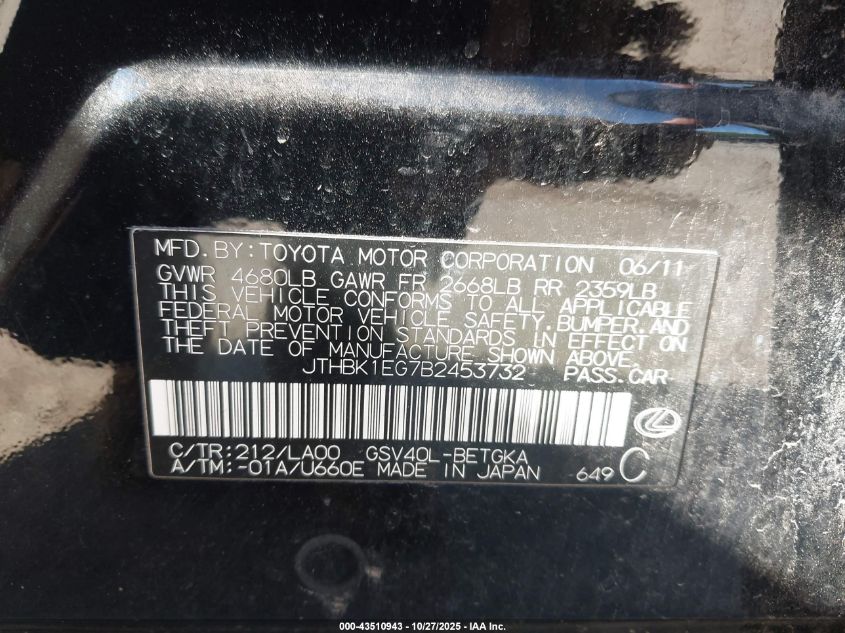 MFD. BY: TOYOTA MOTOR CORPORATION 06/11
GVWR 4680LB GAWR FR 2668LB RR 2359LB
THIS VEHICLE CONFORMS TO ALL APPLICABLE
FEDERAL MOTOR VEHICLE SAFETY, BUMPER, AND
THEFT PREVENTION STANDARDS IN EFFECT ON
THE DATE OF MANUFACTURE SHOWN ABOVE.
JTHBK1EG7B2453732 PASS. CAR
C/TR: 212/LA00 GSV40L-BETGKA
A/TM: -01A/U660E MADE IN JAPAN 649 C
000-43510943 - 10/27/2025 - IAA Inc.